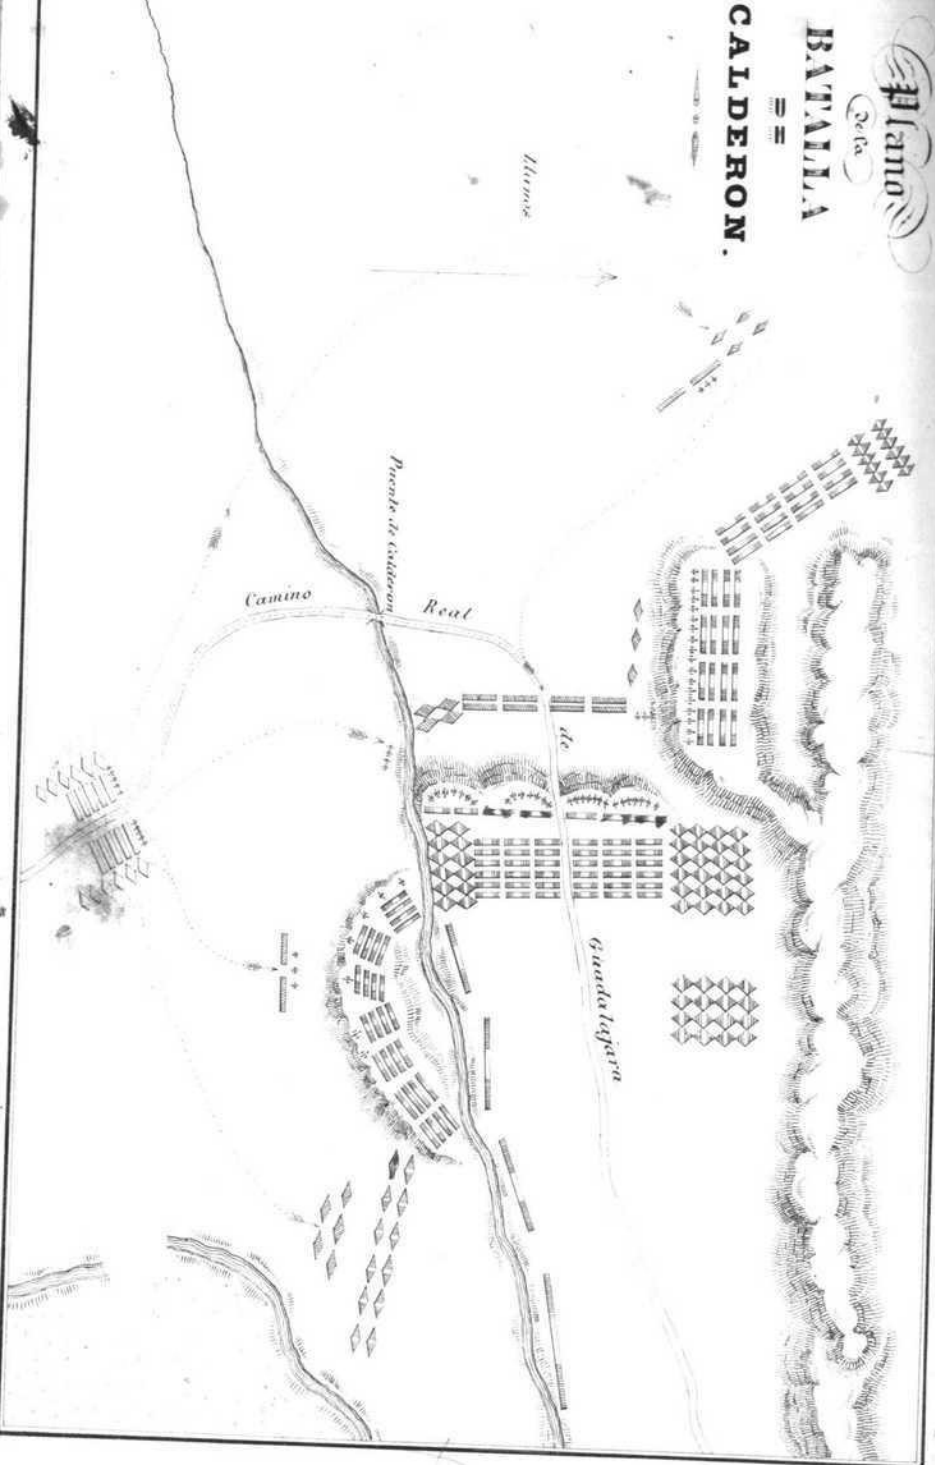 Plano
de la
BATALLA
DE
CALDERON.
Llanos
Puente de Calderon
Camino Real de Guadalajara